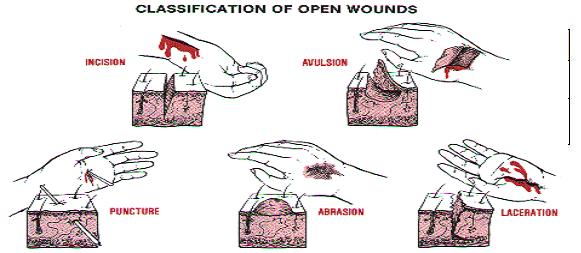 CLASSIFICATION OF OPEN WOUNDS
INCISION
AVULSION
PUNCTURE
ABRASION
LACERATION